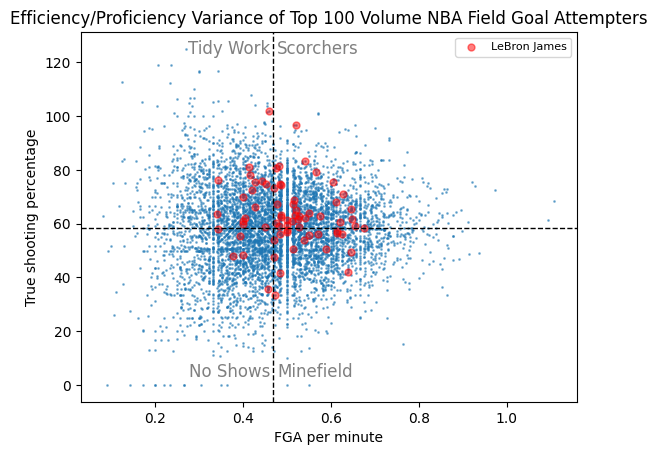 Efficiency/Proficiency Variance of Top 100 Volume NBA Field Goal Attempters
Tidy Work Scorchers
LeBron James
120
100
80
60
40
20
0
True shooting percentage
No Shows Minefield
0.2 0.4 0.6 0.8 1.0
FGA per minute